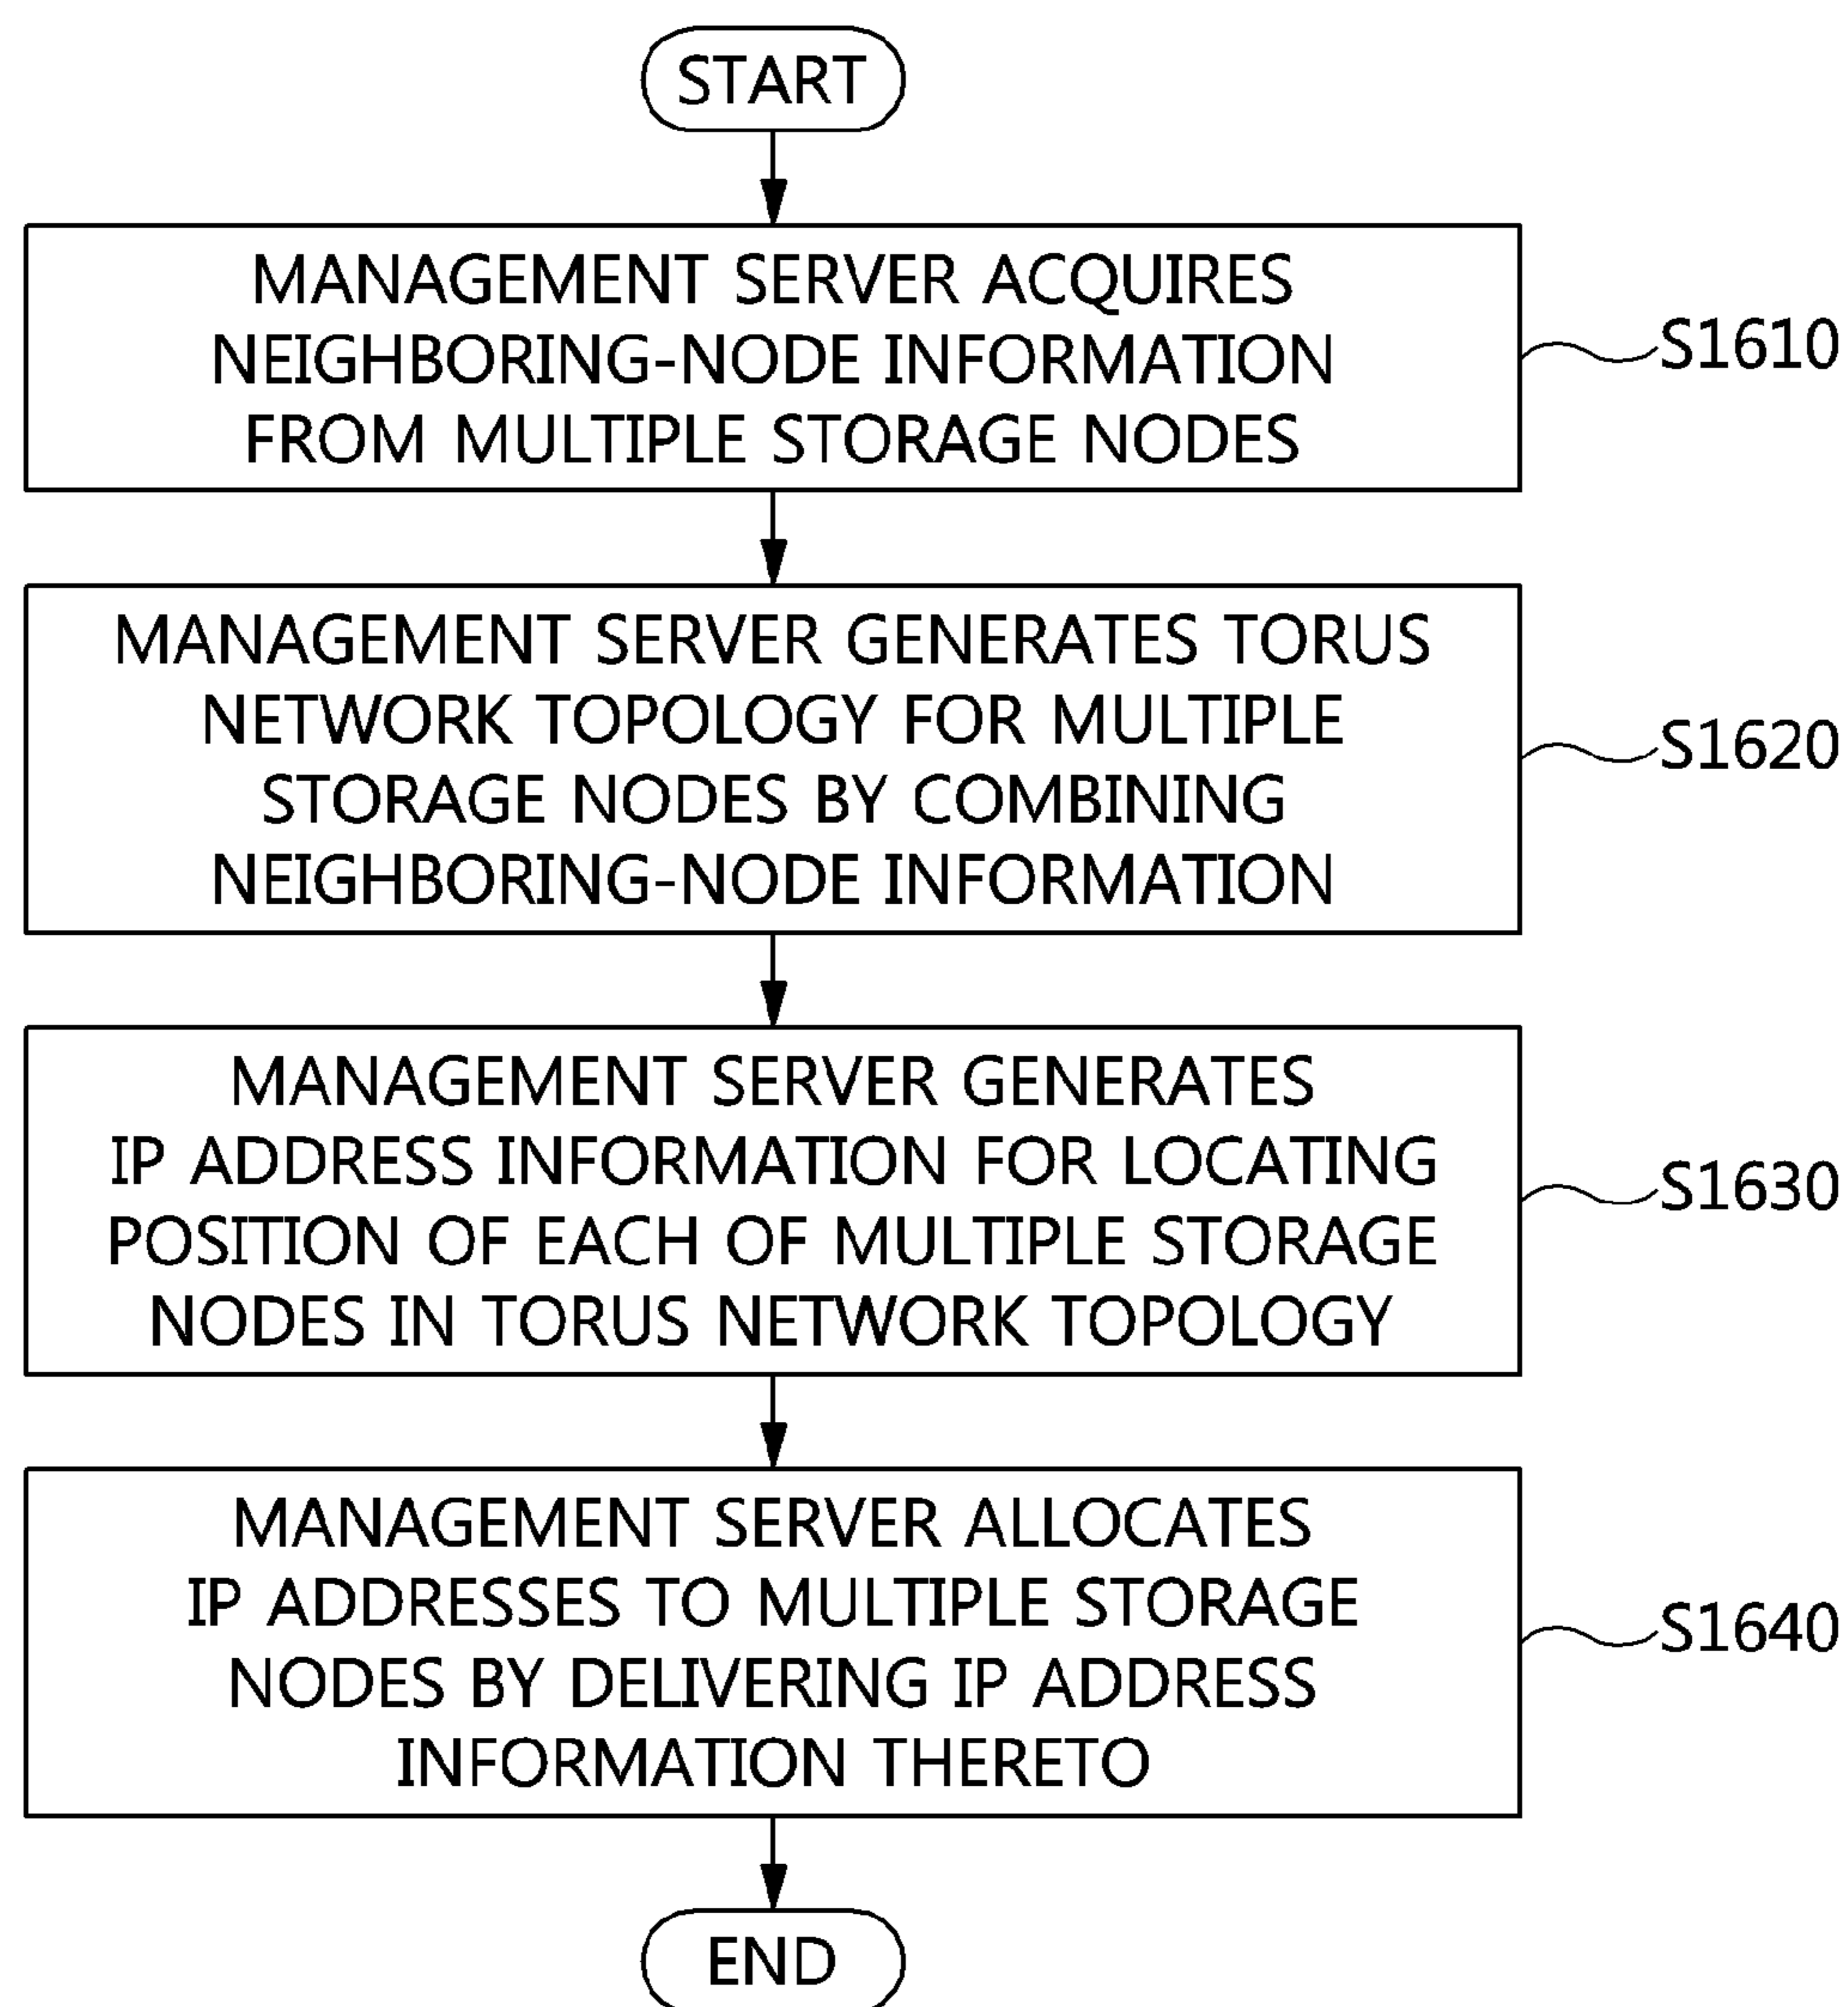 START
MANAGEMENT SERVER ACQUIRES
NEIGHBORING-NODE INFORMATION
FROM MULTIPLE STORAGE NODES
S1610
MANAGEMENT SERVER GENERATES TORUS
NETWORK TOPOLOGY FOR MULTIPLE
STORAGE NODES BY COMBINING
NEIGHBORING-NODE INFORMATION
S1620
MANAGEMENT SERVER GENERATES
IP ADDRESS INFORMATION FOR LOCATING
POSITION OF EACH OF MULTIPLE STORAGE
NODES IN TORUS NETWORK TOPOLOGY
S1630
MANAGEMENT SERVER ALLOCATES
IP ADDRESSES TO MULTIPLE STORAGE
NODES BY DELIVERING IP ADDRESS
INFORMATION THERETO
S1640
END